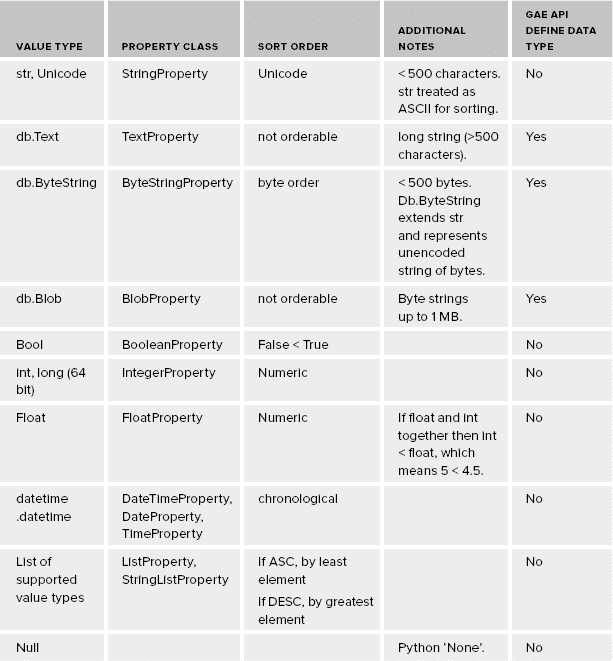 VALUE TYPE
PROPERTY CLASS
SORT ORDER
ADDITIONAL
NOTES
GAE API
DEFINE DATA
TYPE
str, Unicode
StringProperty
Unicode
< 500 characters.
str treated as
ASCII for sorting.
No
db.Text
TextProperty
not orderable
long string (>500
characters).
Yes
db.ByteString
ByteStringProperty
byte order
< 500 bytes.
Db.ByteString
extends str
and represents
unencoded
string of bytes.
Yes
db.Blob
BlobProperty
not orderable
Byte strings
up to 1 MB.
Yes
Bool
BooleanProperty
False < True
No
int, long (64
bit)
IntegerProperty
Numeric
No
Float
FloatProperty
Numeric
If float and int
together then int
< float, which
means 5 < 4.5.
No
datetime
.datetime
DateTimeProperty,
DateProperty,
TimeProperty
chronological
No
List of
supported
value types
ListProperty,
StringListProperty
If ASC, by least
element
If DESC, by greatest
element
No
Null
Python ‘None’.
No